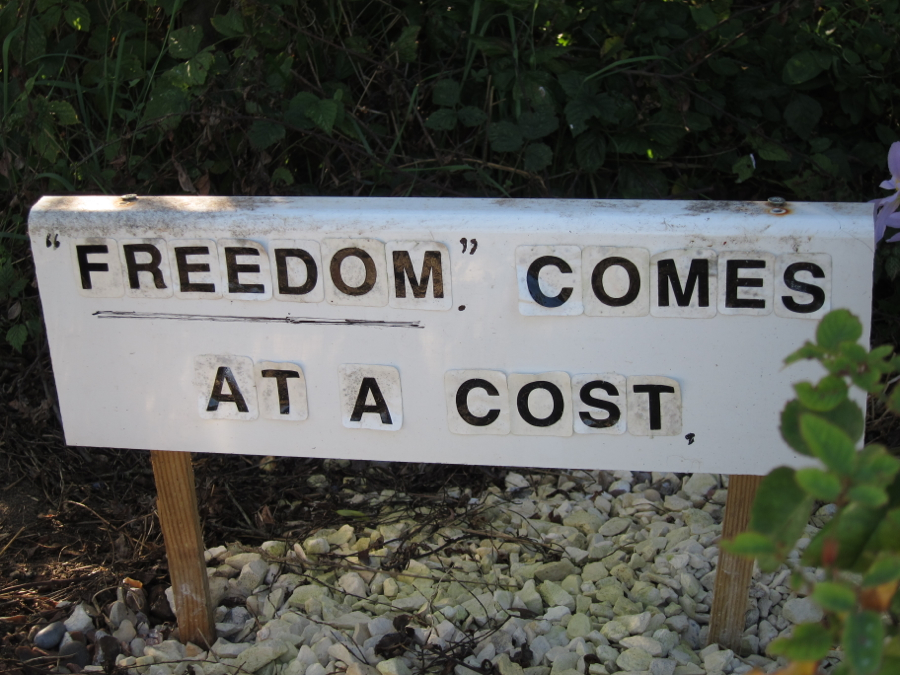 "FREEDOM". COMES
AT A COST,